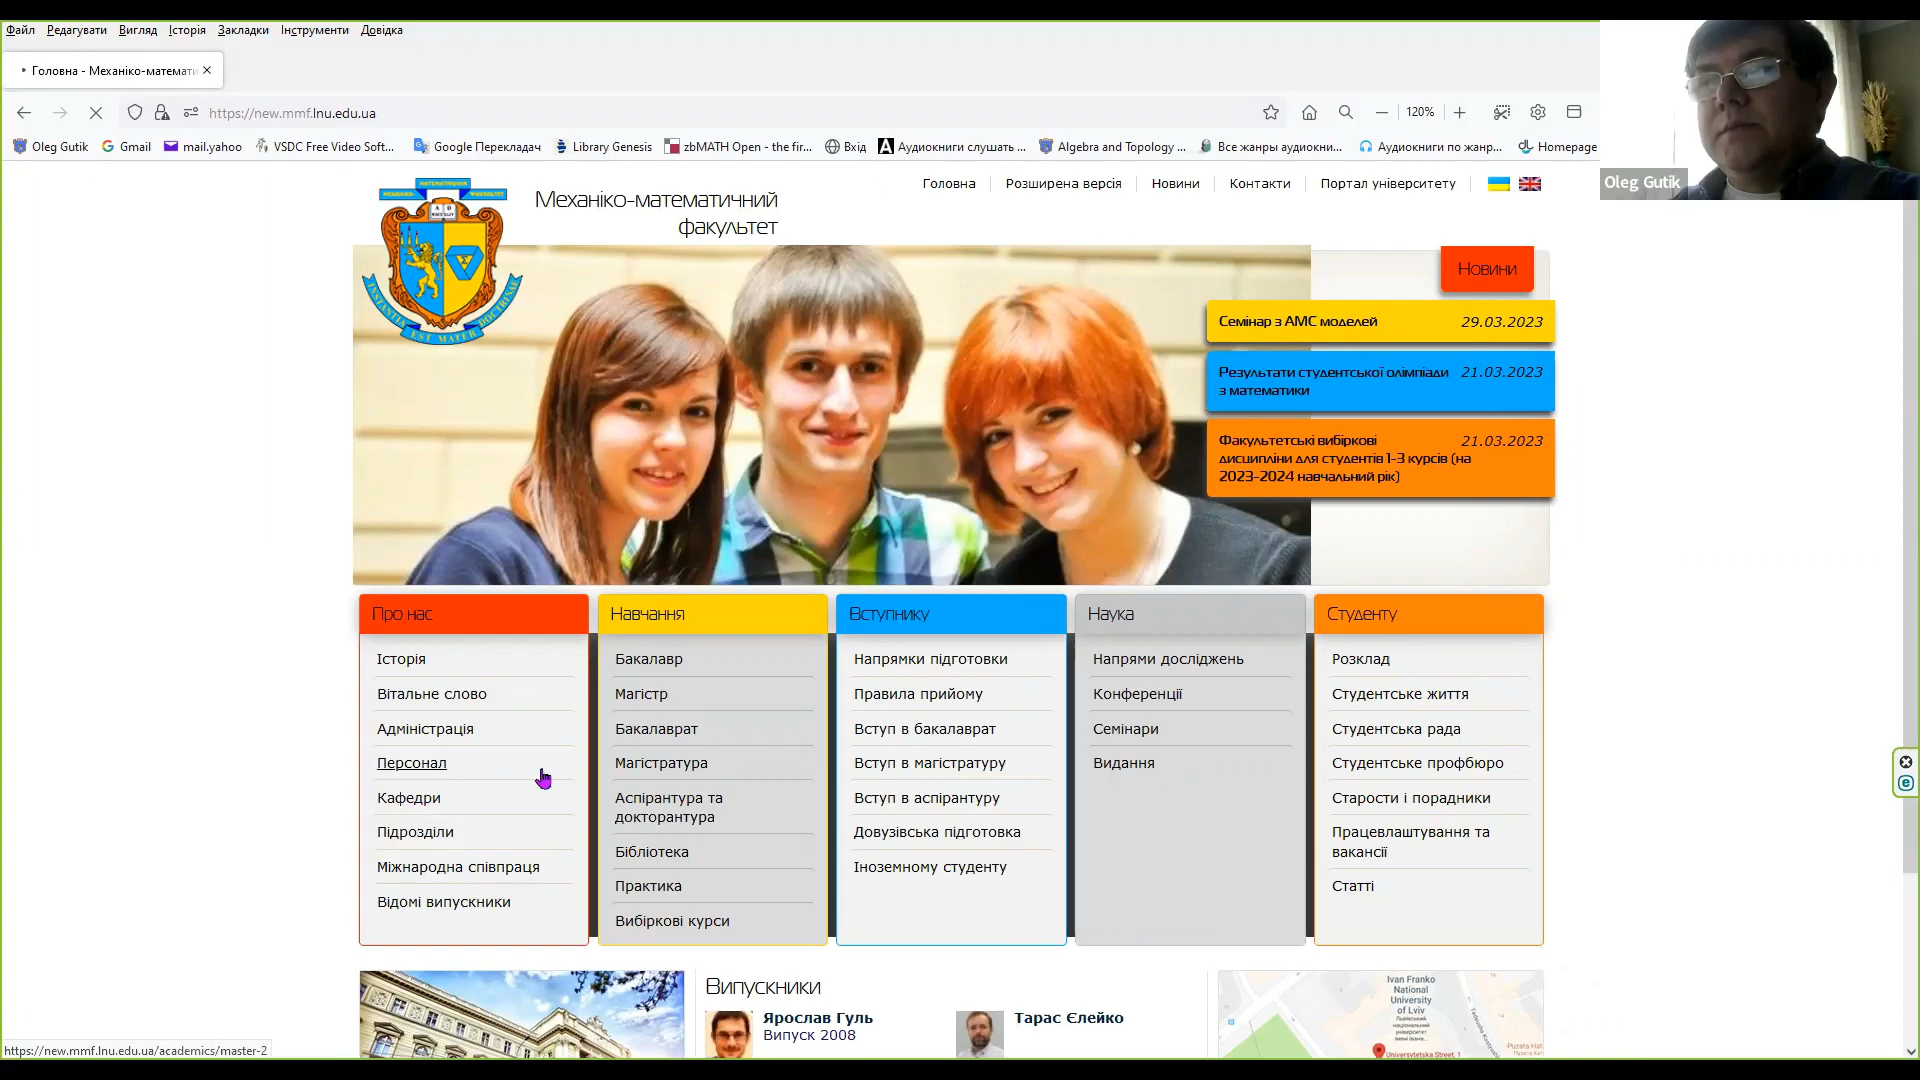 Файл Редагувати Вигляд Історія Закладки Інструменти Довідка
Головна - Механіко-математи
https://new.mmf.lnu.edu.ua
120%
Oleg Gutik Gmail mail.yahoo VSDC Free Video Soft... Google Перекладач Library Genesis zbMATH Open - the fir... Вхід Аудиокниги слушать ... Algebra and Topology ... Все жанры аудиокни... Аудиокниги по жанр... Homepage
Oleg Gutik
Головна Розширена версія Новини Контакти Портал університету
Механіко-математичний
факультет
INSTANTIA EST MATER DOCTRINAE
Новини
Семінар з АМС моделей 29.03.2023
Результати студентської олімпіади 21.03.2023
з математики
Факультетські вибіркові 21.03.2023
дисципліни для студентів 1-3 курсів (на
2023-2024 навчальний рік)
Про нас
Історія
Вітальне слово
Адміністрація
Персонал
Кафедри
Підрозділи
Міжнародна співпраця
Відомі випускники
Навчання
Бакалавр
Магістр
Бакалаврат
Магістратура
Аспірантура та
докторантура
Бібліотека
Практика
Вибіркові курси
Вступнику
Напрямки підготовки
Правила прийому
Вступ в бакалаврат
Вступ в магістратуру
Вступ в аспірантуру
Довузівська підготовка
Іноземному студенту
Наука
Напрями досліджень
Конференції
Семінари
Видання
Студенту
Розклад
Студентське життя
Студентська рада
Студентське профбюро
Старости і порадники
Працевлаштування та
вакансії
Статті
Випускники
Ярослав Гуль
Випуск 2008
Тарас Єлейко
Ivan Franko
National
University
of Lviv
Universytetska Street, 1
Puzata Hat
https://new.mmf.lnu.edu.ua/academics/master-2